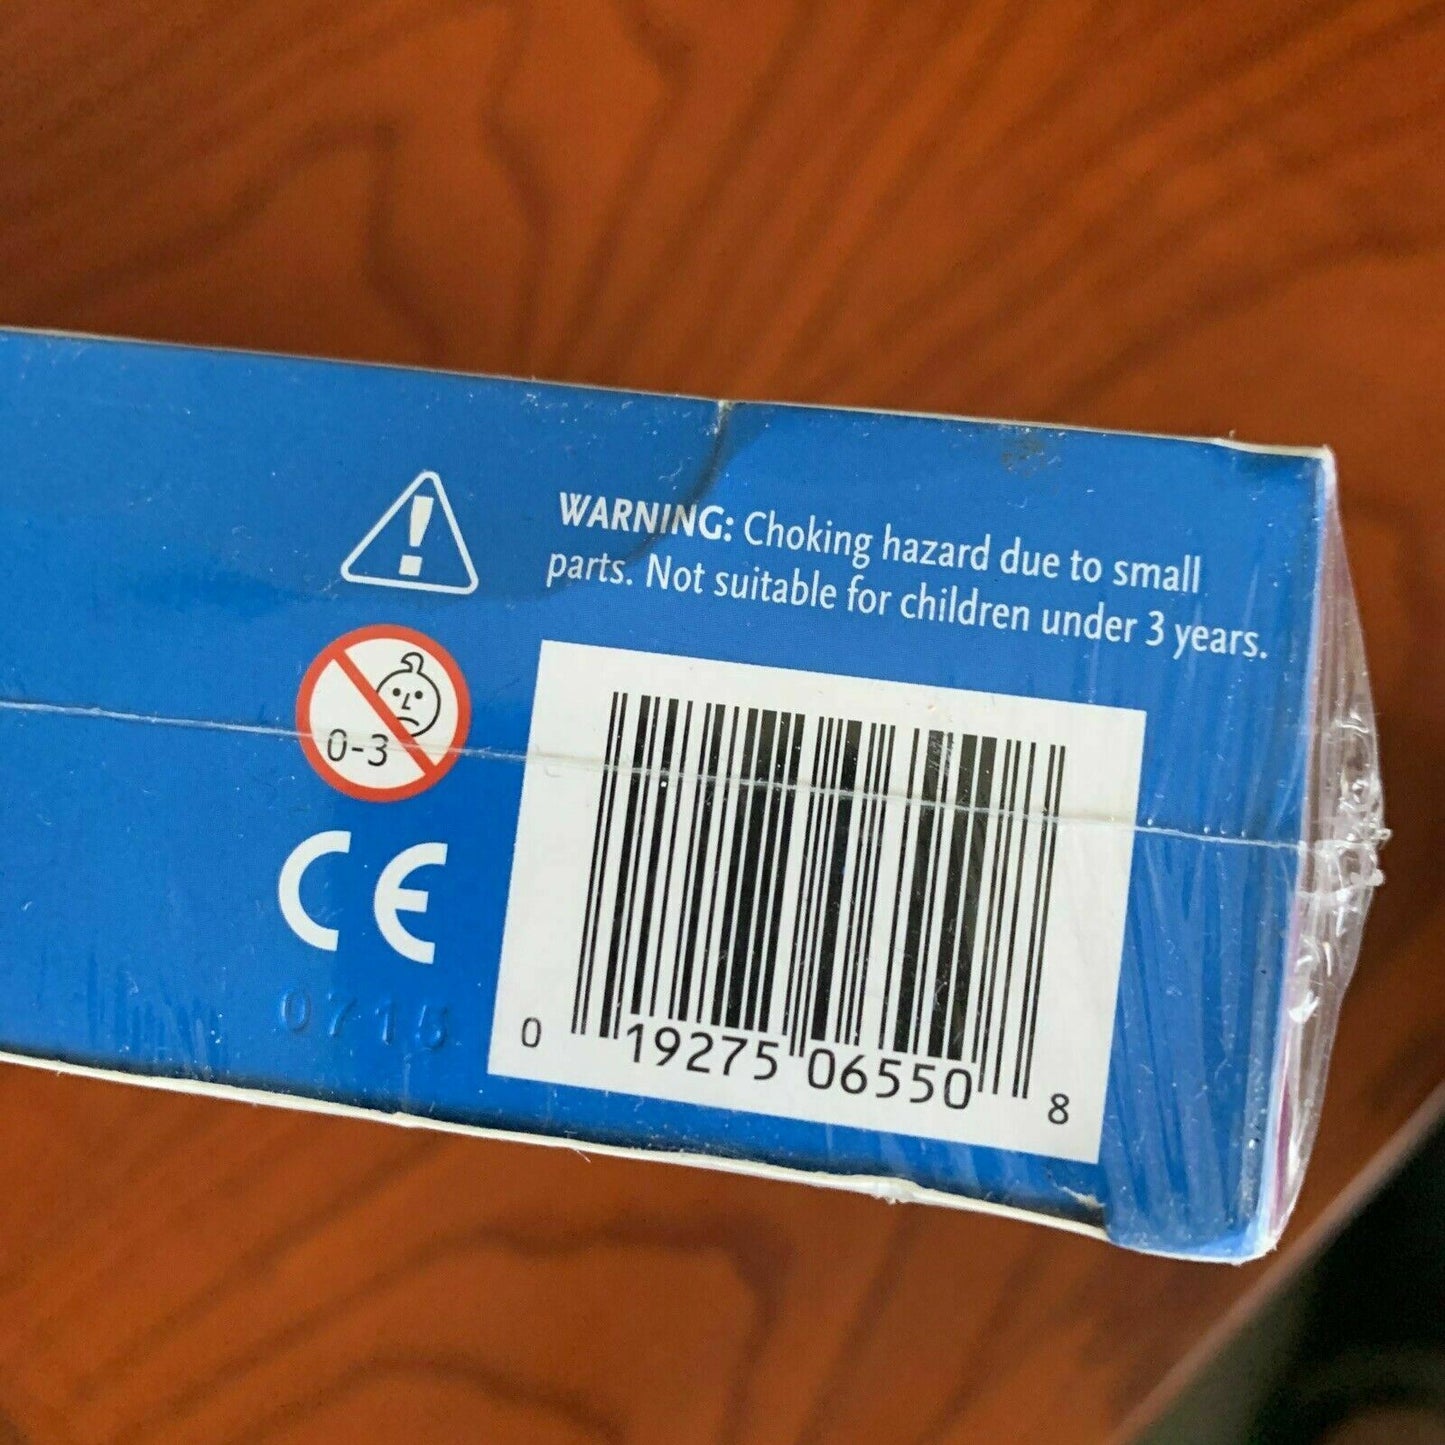 WARNING: Choking hazard due to small
parts. Not suitable for children under 3 years.
0-3
CE
0 19275 06550 8